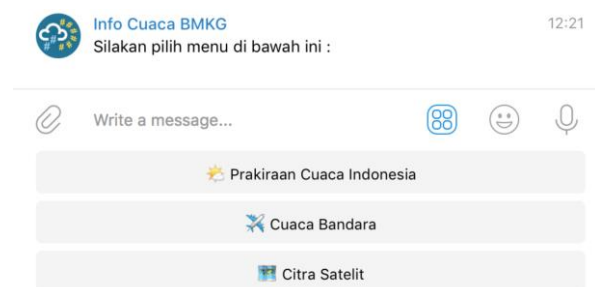 Info Cuaca BMKG
12:21
Silakan pilih menu di bawah ini :
Write a message...
🌤 Prakiraan Cuaca Indonesia
✈️ Cuaca Bandara
Citra Satelit